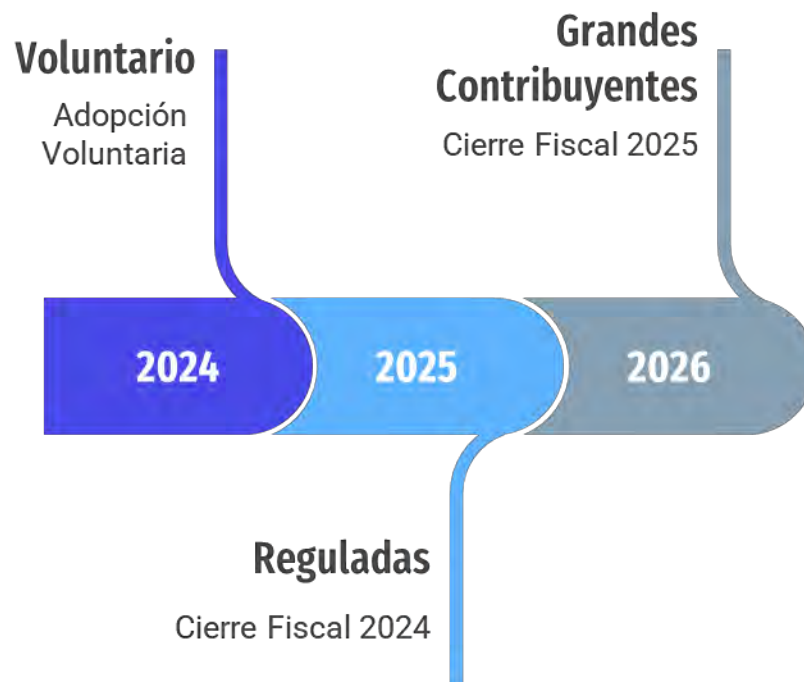 Voluntario
Adopción
Voluntaria
Grandes
Contribuyentes
Cierre Fiscal 2025
2024
2025
2026
Reguladas
Cierre Fiscal 2024